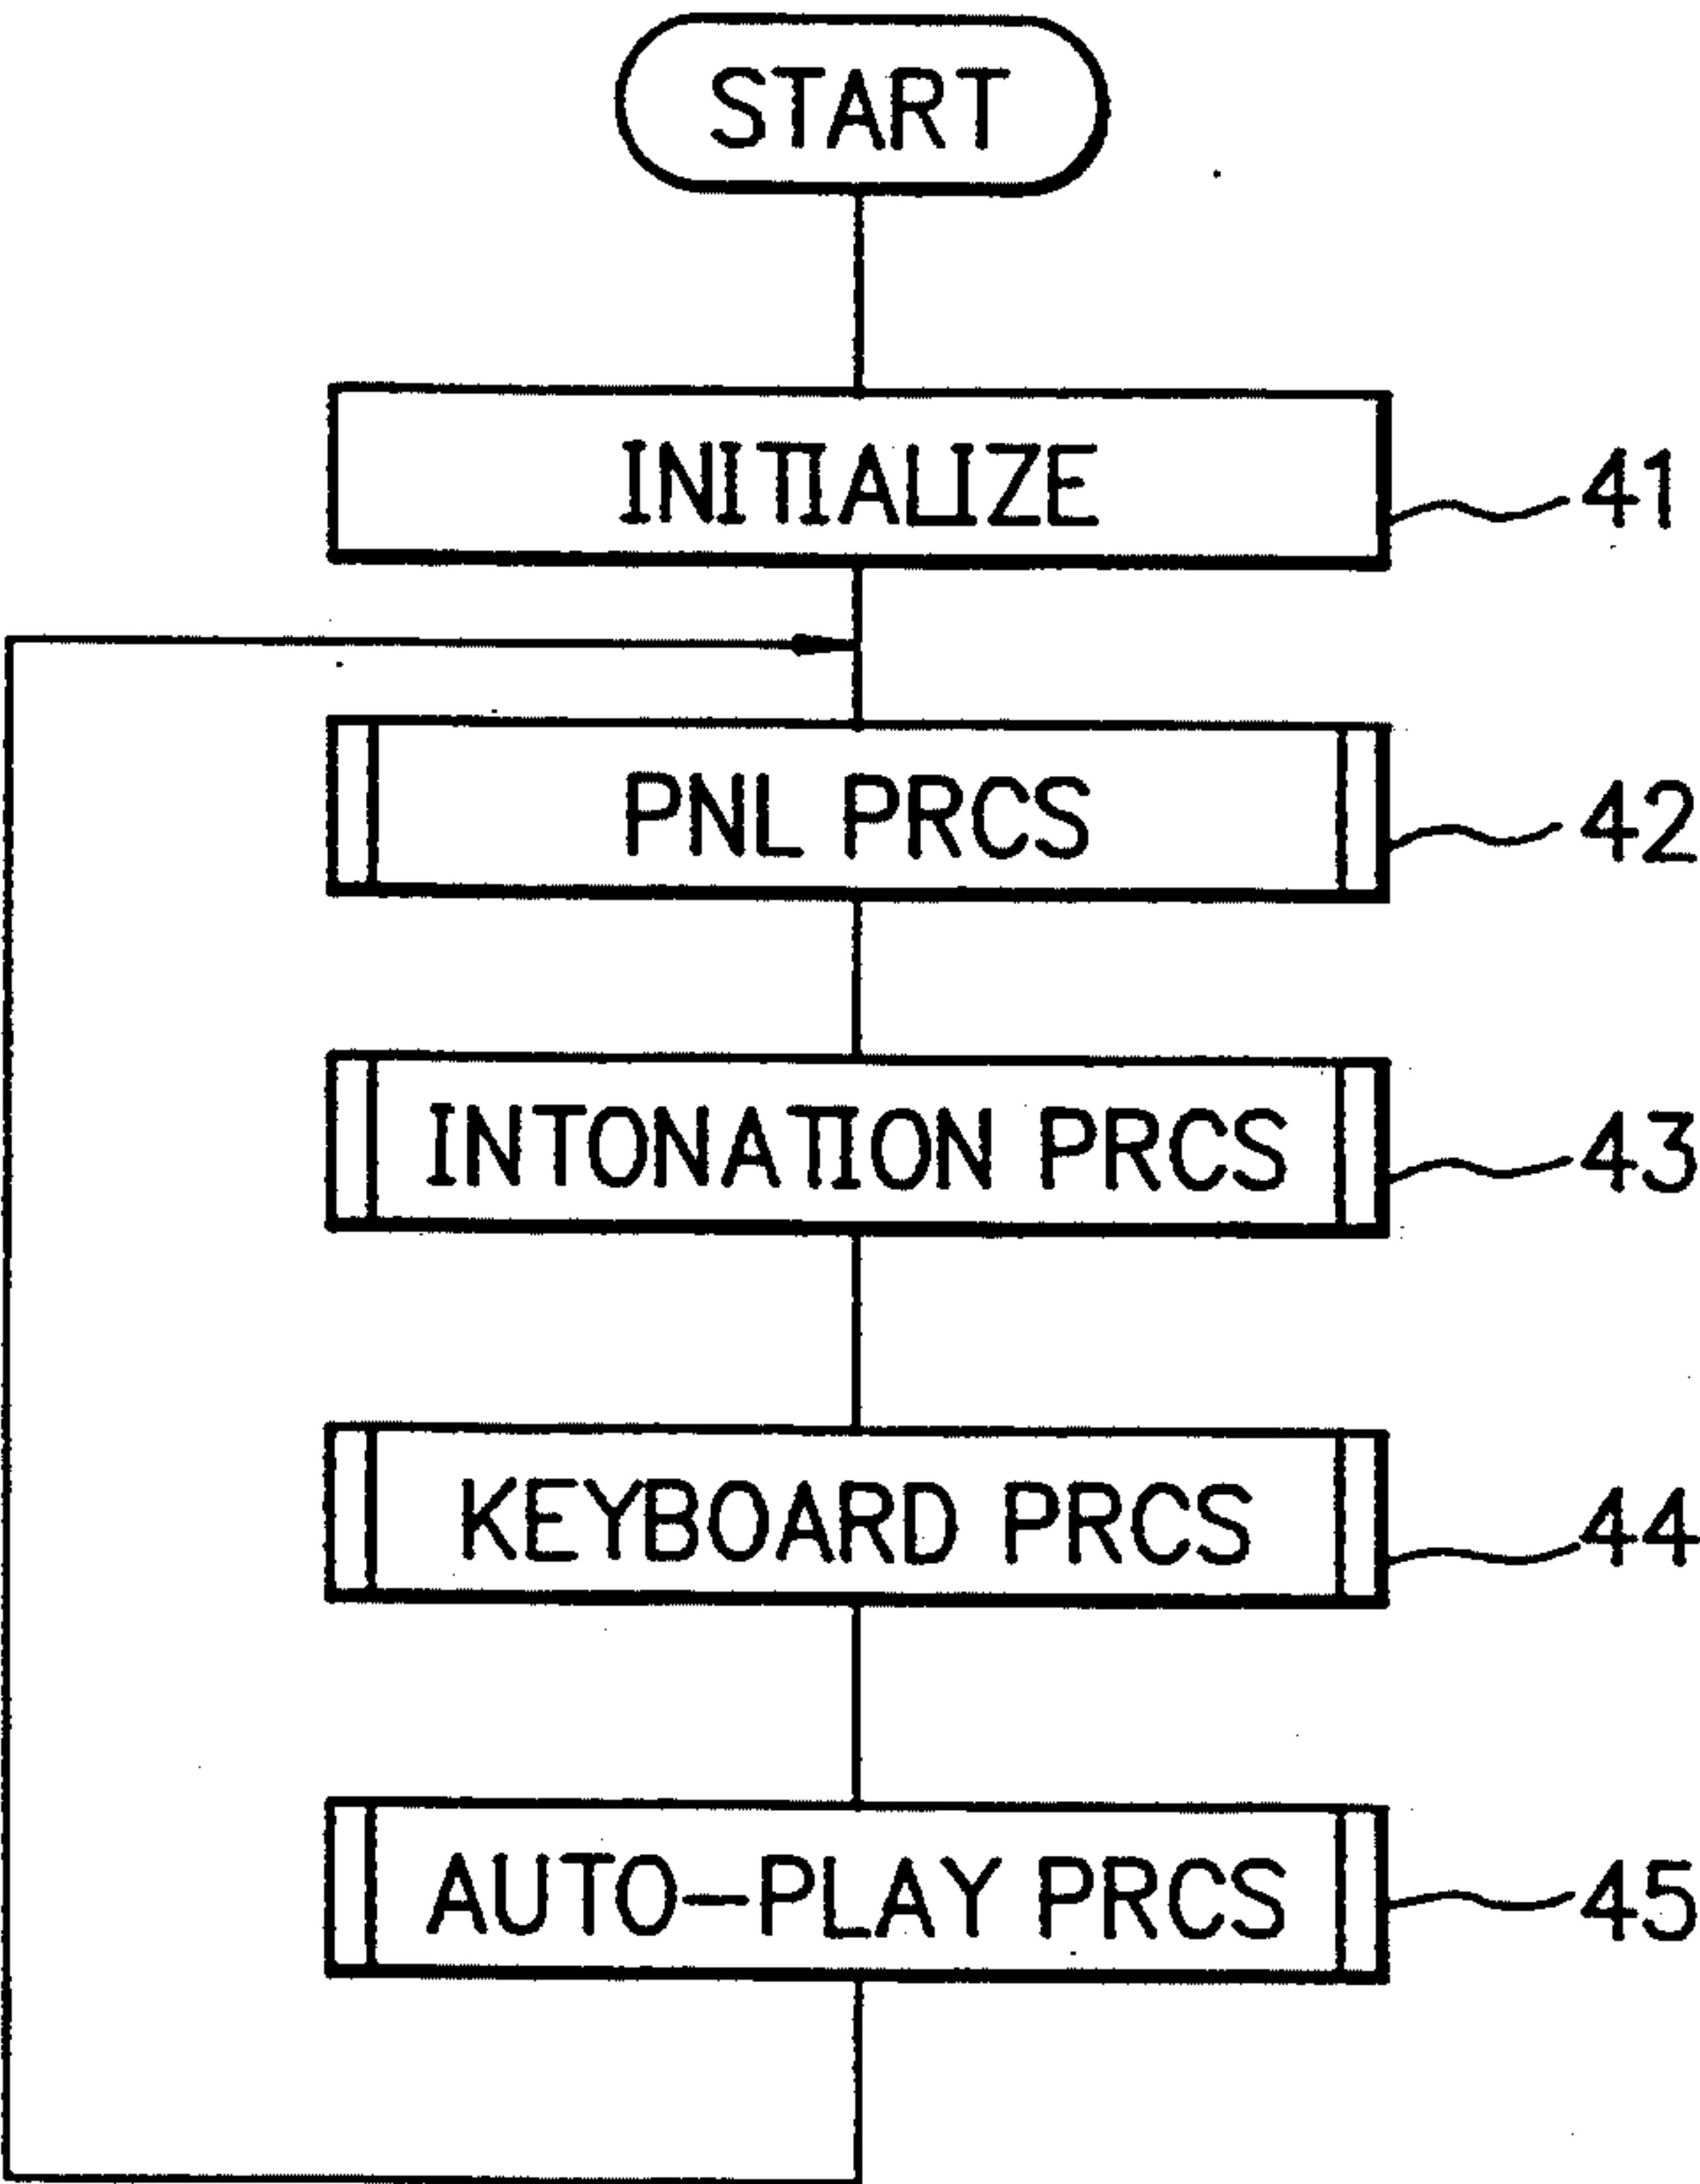 START
INITIALIZE
41
PNL PRCS
42
INTONATION PRCS
43
KEYBOARD PRCS
44
AUTO-PLAY PRCS
45